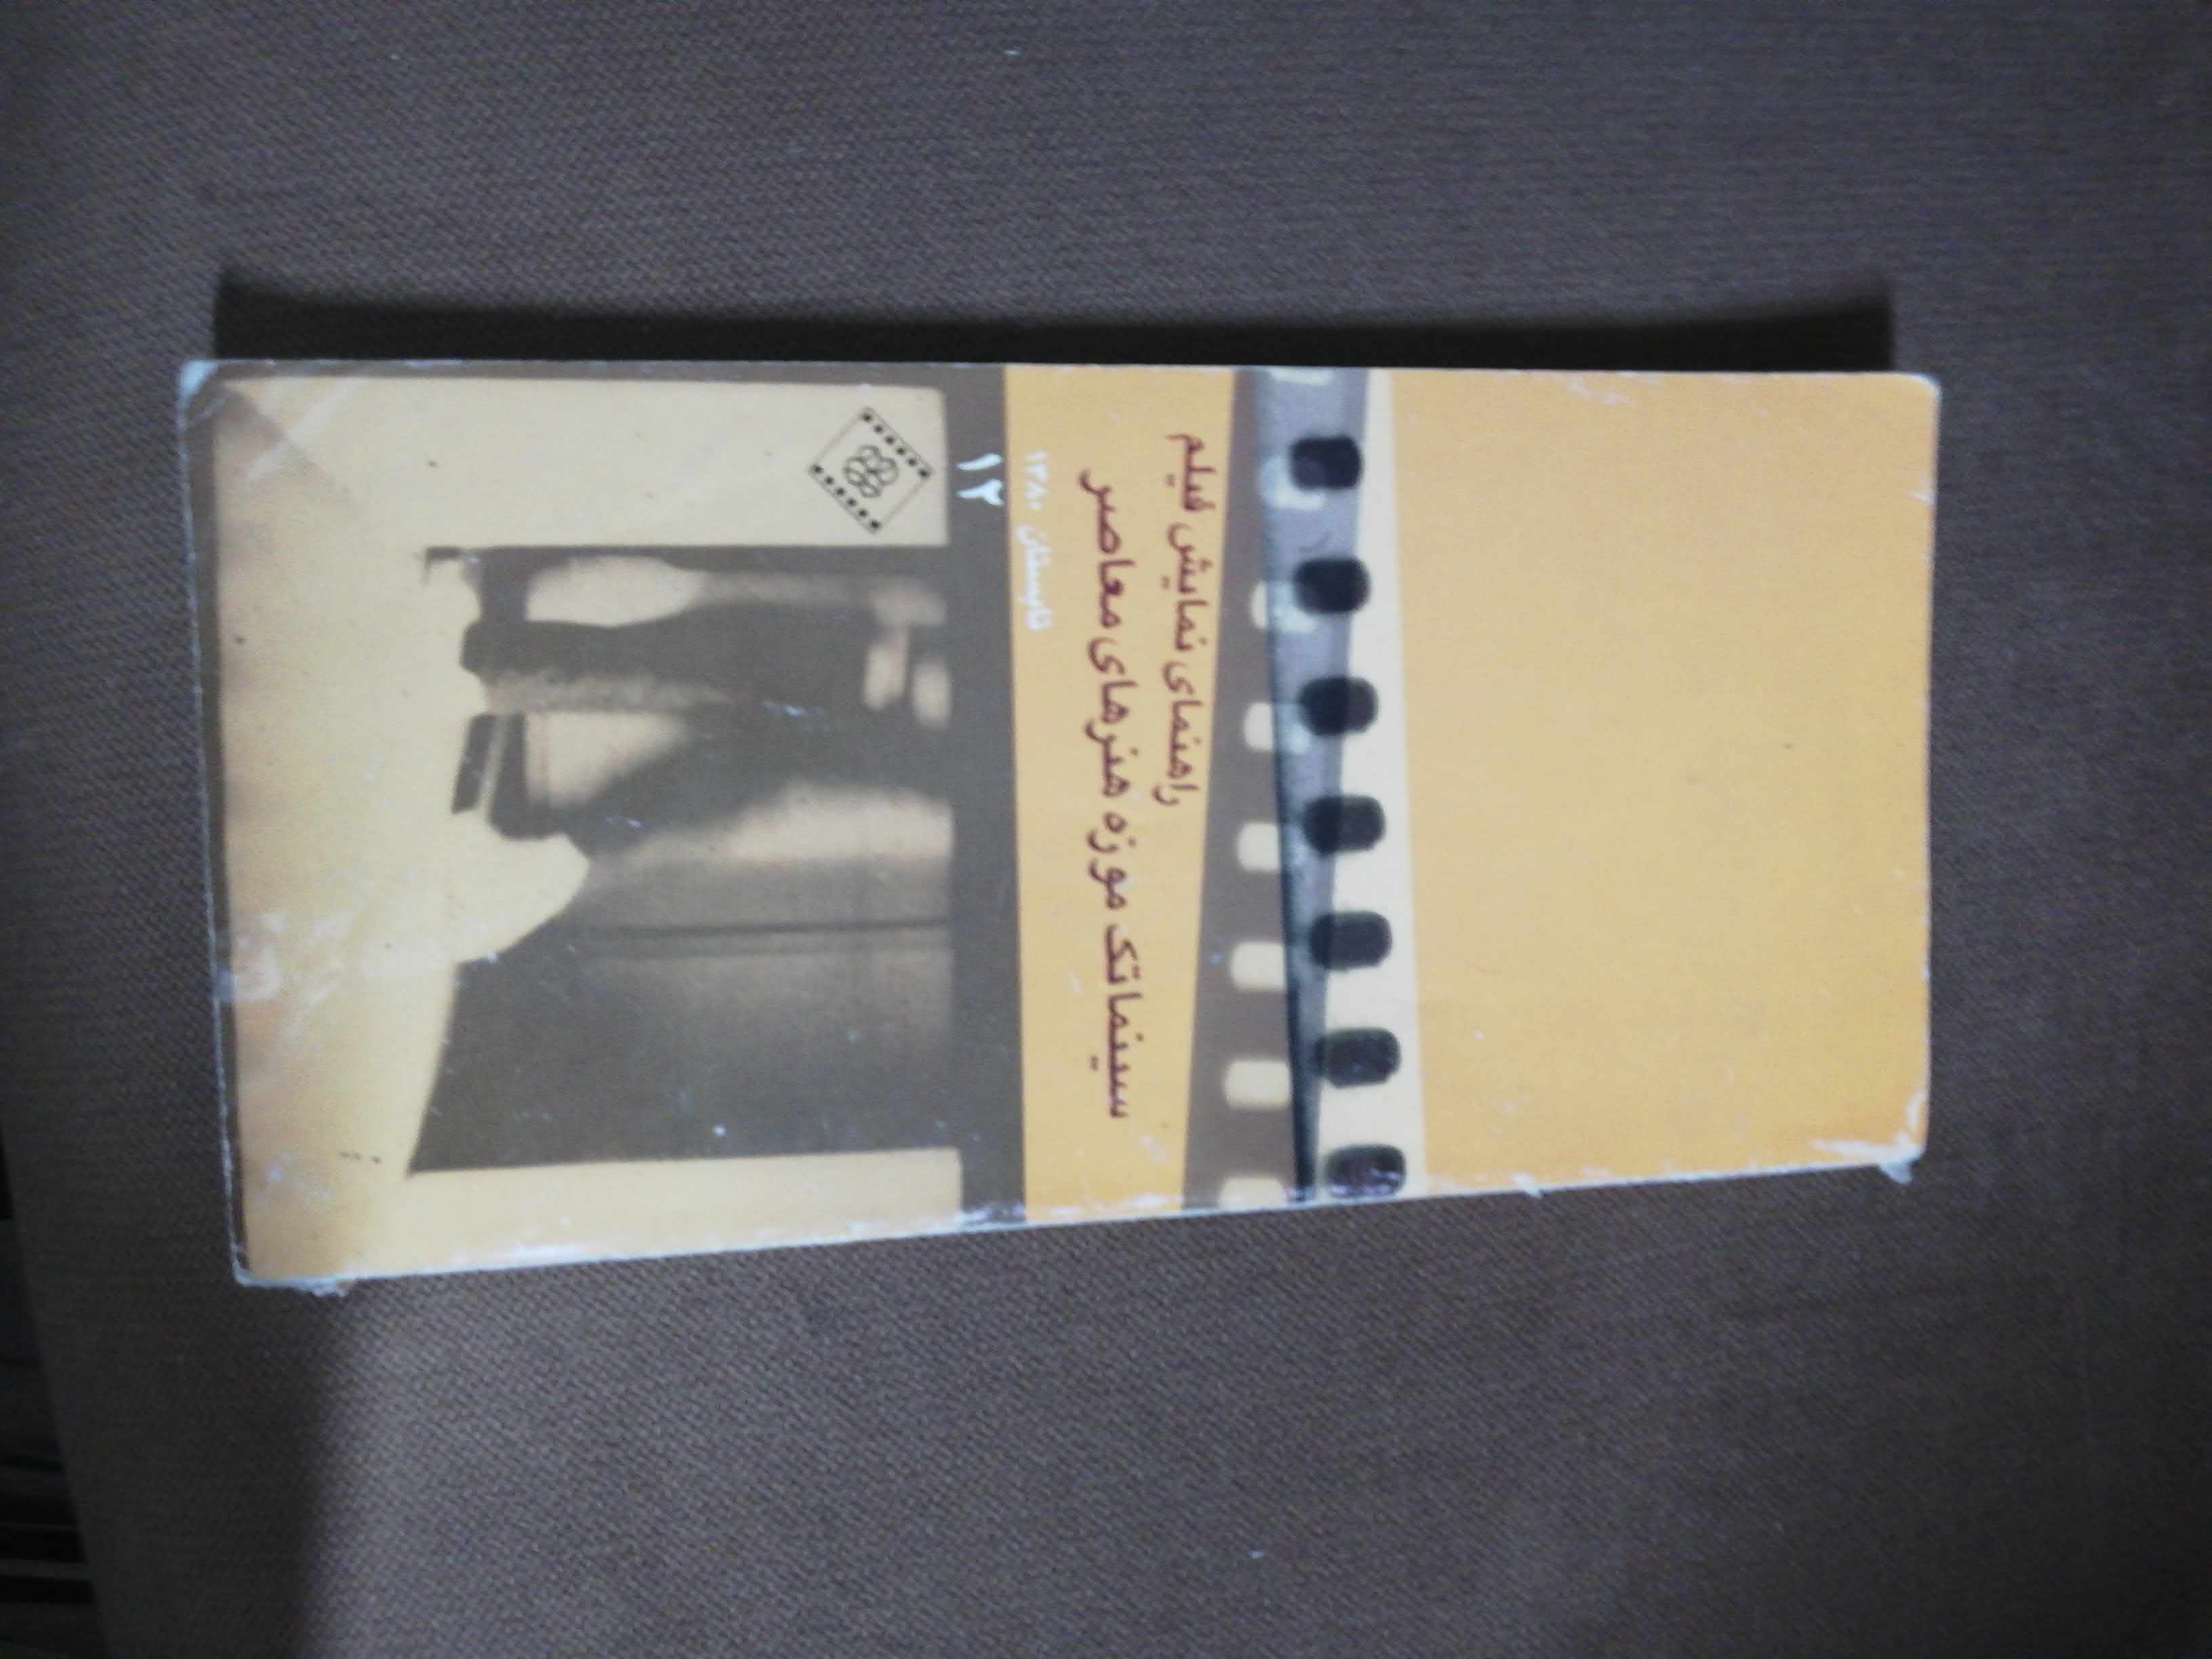 راهنمای نمایش فیلم
سینماتک موزه هنرهای معاصر
تابستان ۱۳۸۰
۱۲